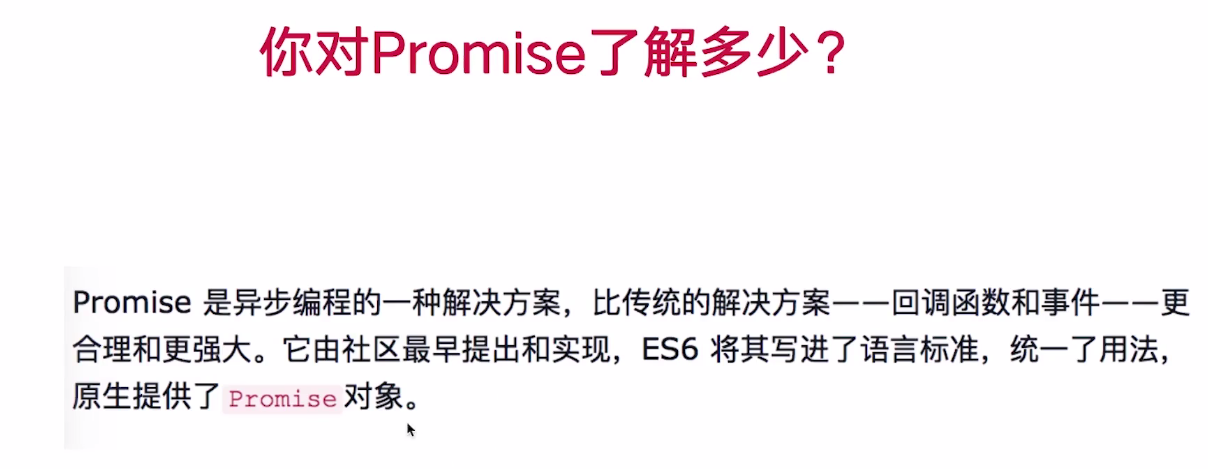 你对Promise了解多少？
Promise 是异步编程的一种解决方案，比传统的解决方案——回调函数和事件——更
合理和更强大。它由社区最早提出和实现，ES6 将其写进了语言标准，统一了用法，
原生提供了Promise对象。